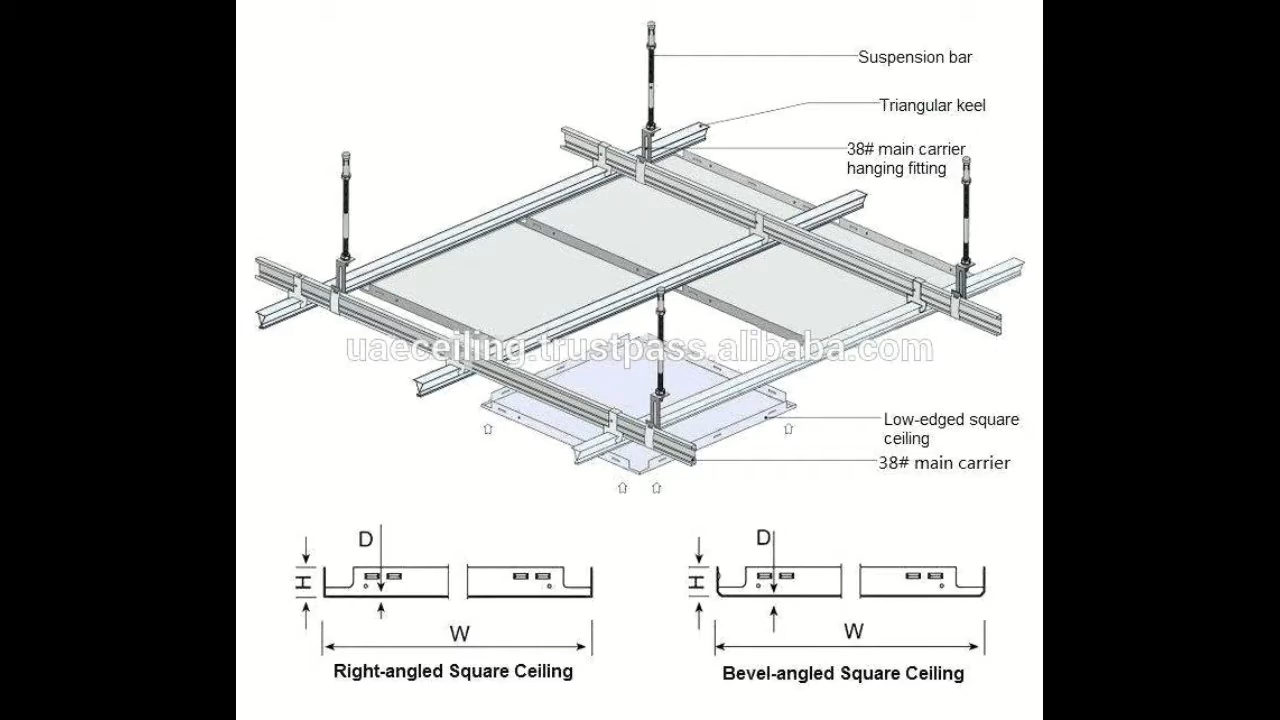 Suspension bar
Triangular keel
38# main carrier
hanging fitting
uaeceiling.trustpass.alibaba.com
Low-edged square
ceiling
38# main carrier
D
D
H
H
W
W
Right-angled Square Ceiling
Bevel-angled Square Ceiling